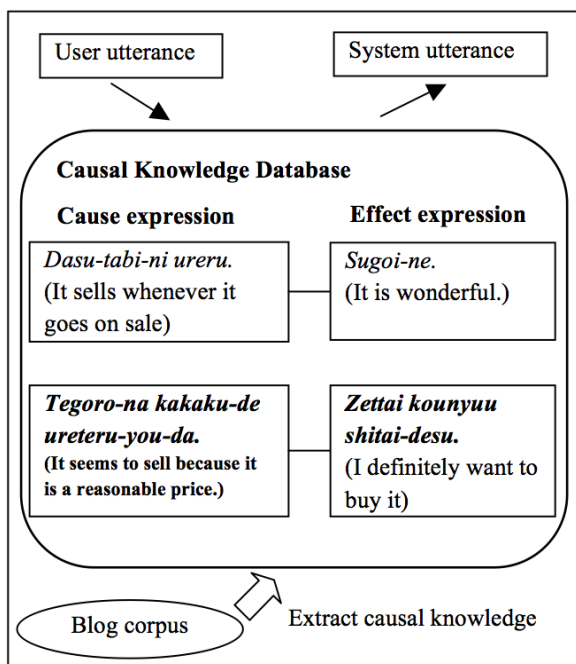 User utterance
System utterance
Causal Knowledge Database
Cause expression
Effect expression
Dasu-tabi-ni ureru.
(It sells whenever it
goes on sale)
Sugoi-ne.
(It is wonderful.)
Tegoro-na kakaku-de
ureteru-you-da.
(It seems to sell because it
is a reasonable price.)
Zettai kounyuu
shitai-desu.
(I definitely want to
buy it)
Blog corpus
Extract causal knowledge